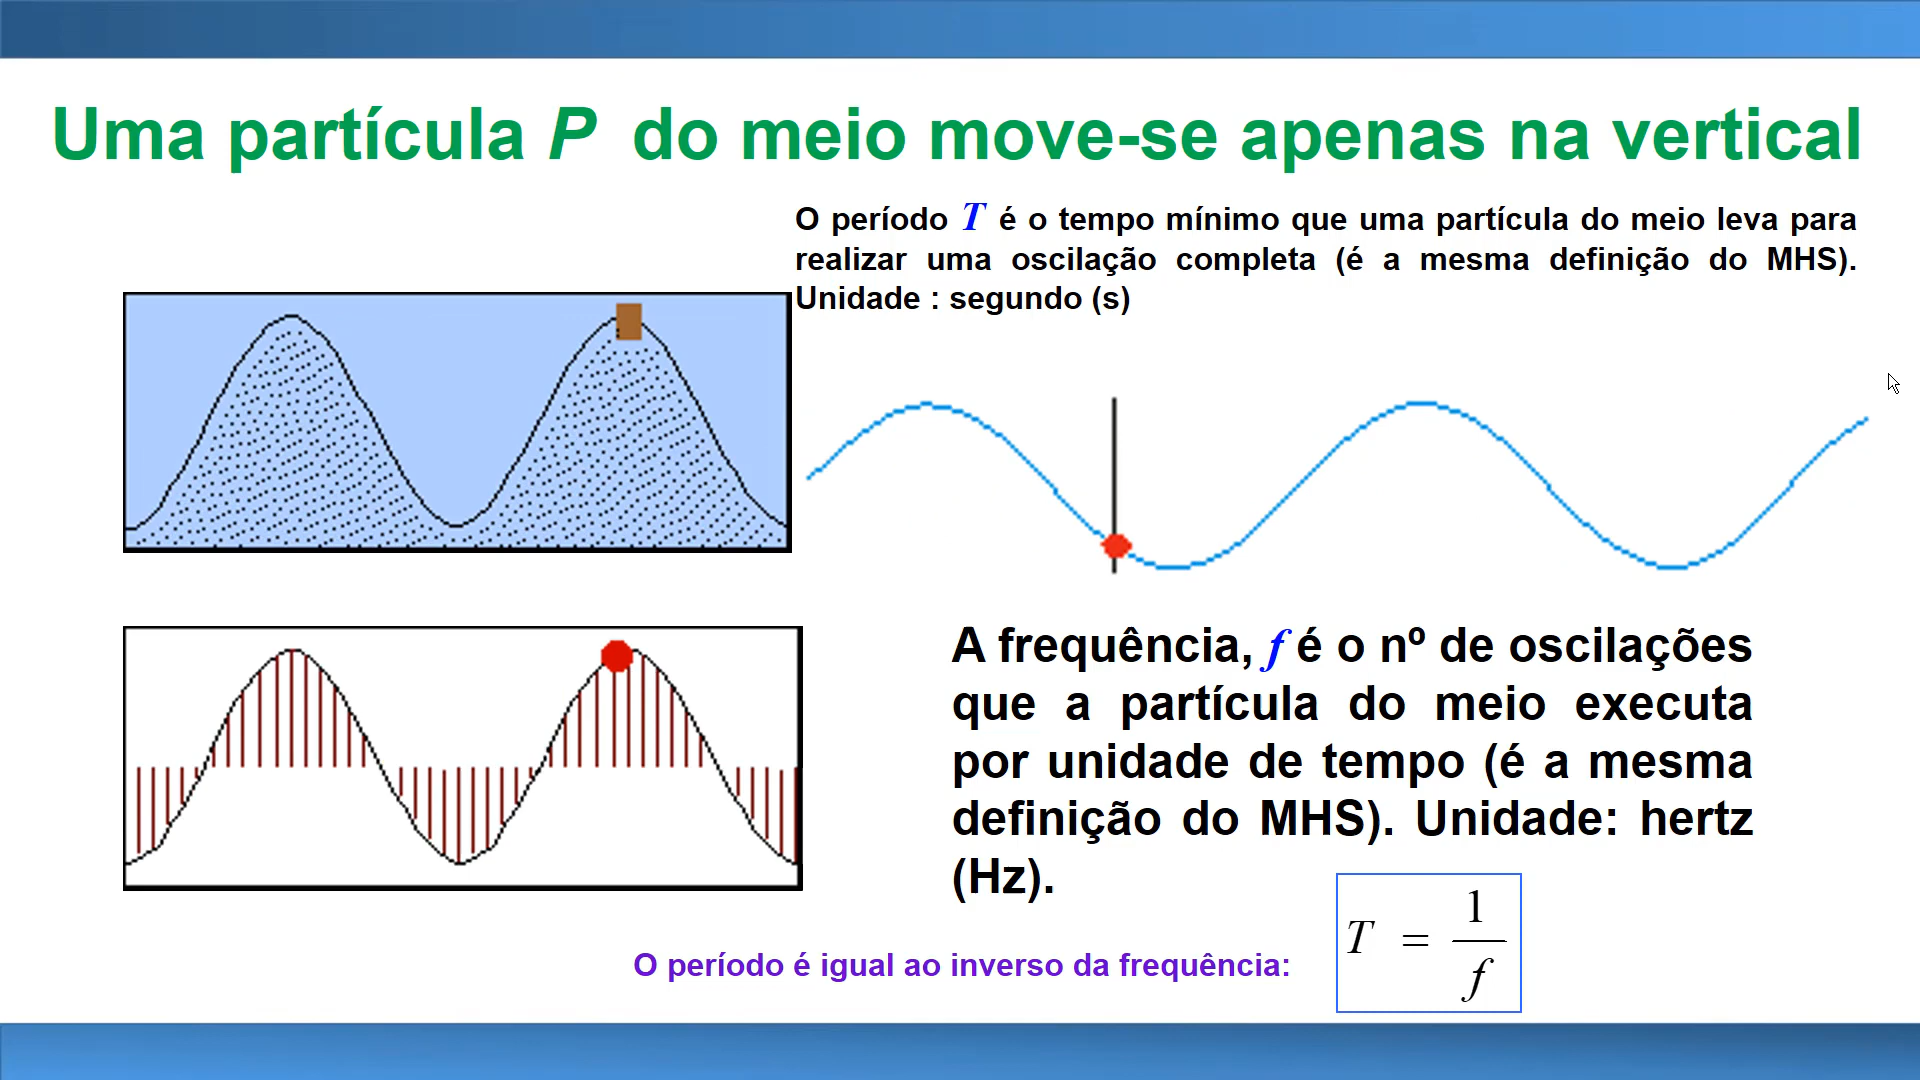 Uma partícula P do meio move-se apenas na vertical
O período T é o tempo mínimo que uma partícula do meio leva para
realizar uma oscilação completa (é a mesma definição do MHS).
Unidade : segundo (s)
A frequência, f é o nº de oscilações
que a partícula do meio executa
por unidade de tempo (é a mesma
definição do MHS). Unidade: hertz
(Hz).
O período é igual ao inverso da frequência:
T = 1/f